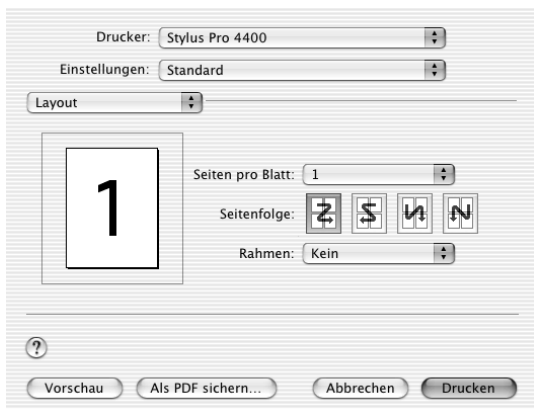 Drucker: Stylus Pro 4400
Einstellungen: Standard
Layout
1
Seiten pro Blatt: 1
Seitenfolge:
Rahmen: Kein
?
Vorschau Als PDF sichern... Abbrechen Drucken